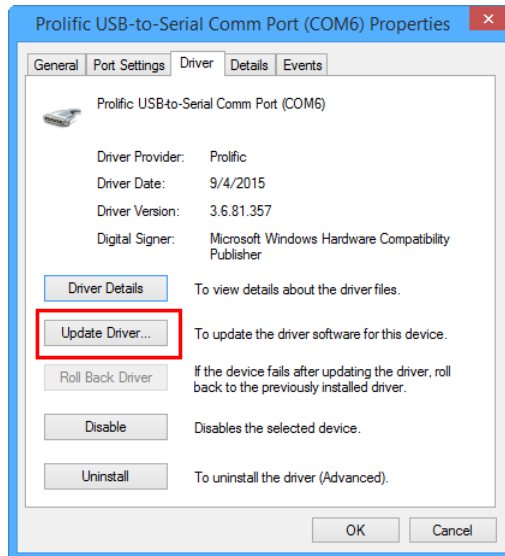 Prolific USB-to-Serial Comm Port (COM6) Properties
General Port Settings Driver Details Events
Prolific USB-to-Serial Comm Port (COM6)
Driver Provider: Prolific
Driver Date: 9/4/2015
Driver Version: 3.6.81.357
Digital Signer: Microsoft Windows Hardware Compatibility
Publisher
Driver Details To view details about the driver files.
Update Driver... To update the driver software for this device.
Roll Back Driver If the device fails after updating the driver, roll
back to the previously installed driver.
Disable Disables the selected device.
Uninstall To uninstall the driver (Advanced).
OK Cancel